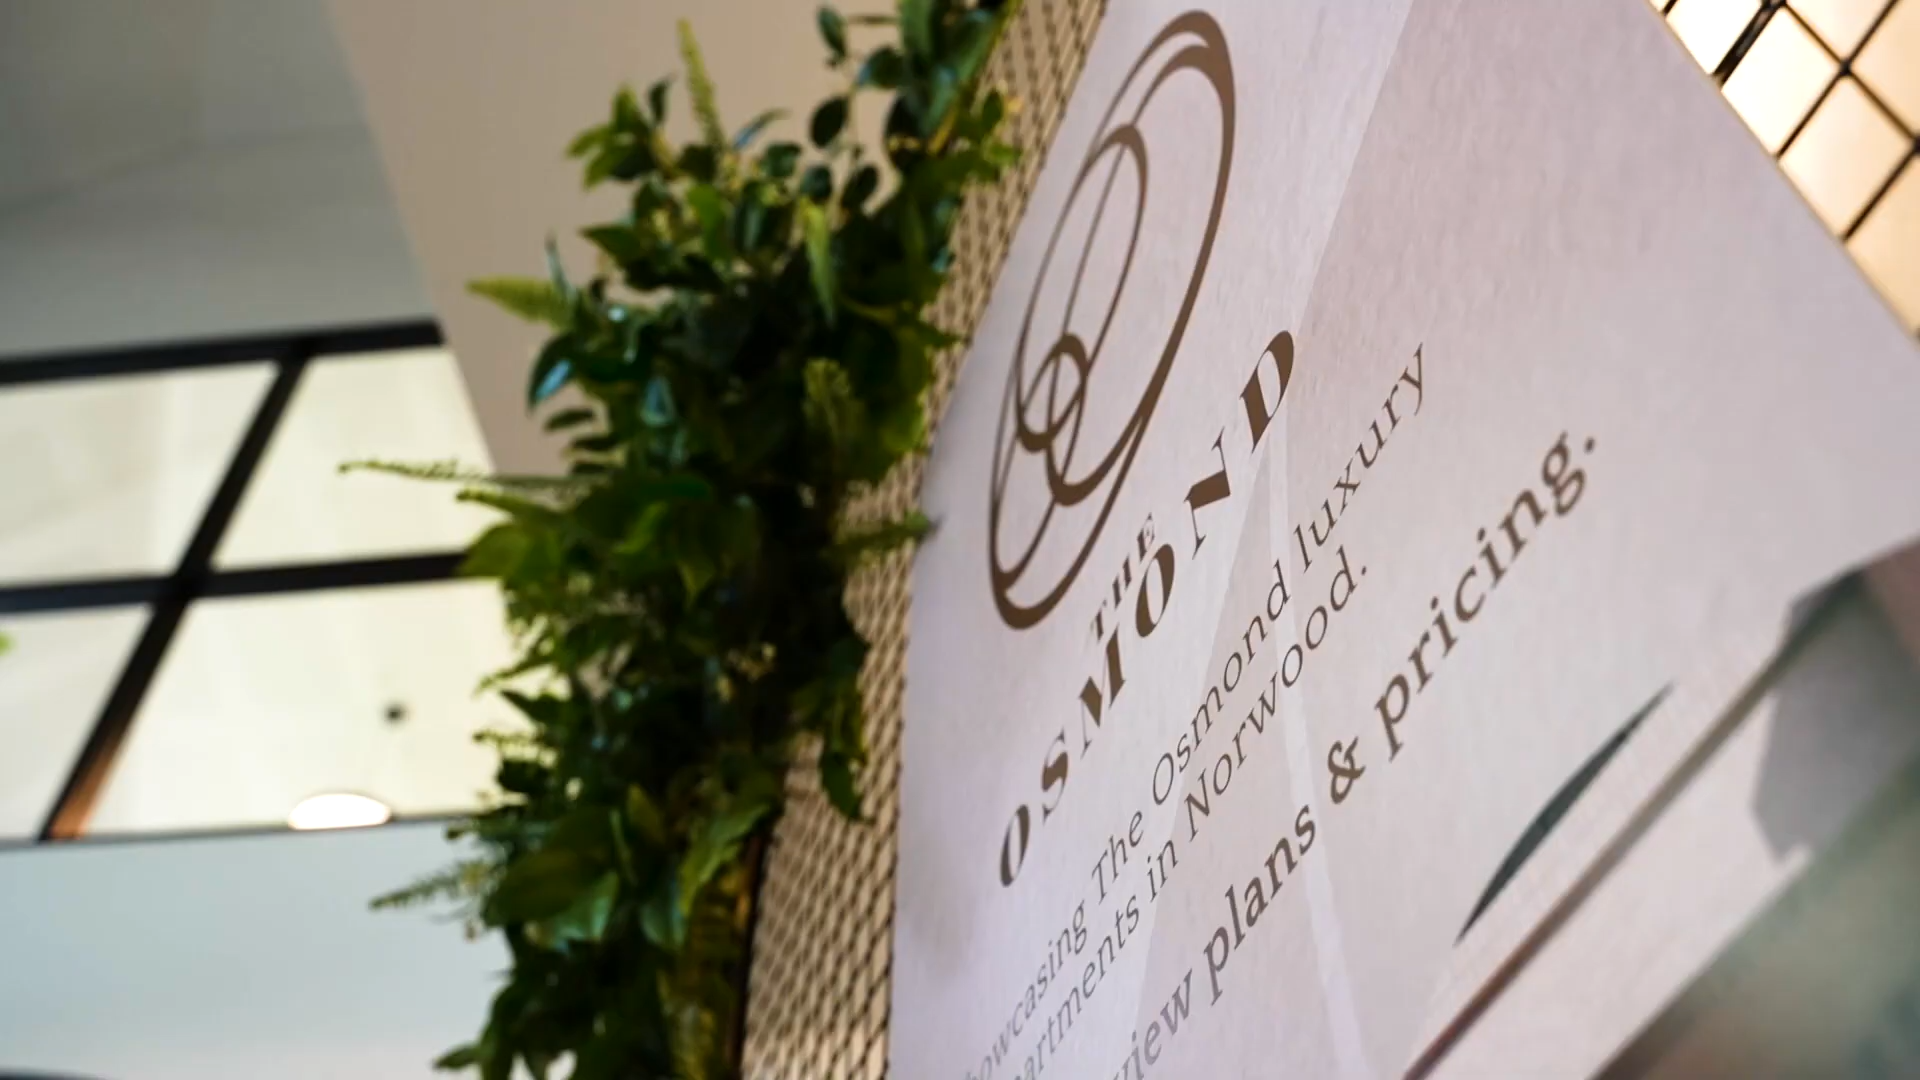 THE
OSMOND
howcasing The Osmond luxury
partments in Norwood.
view plans & pricing.